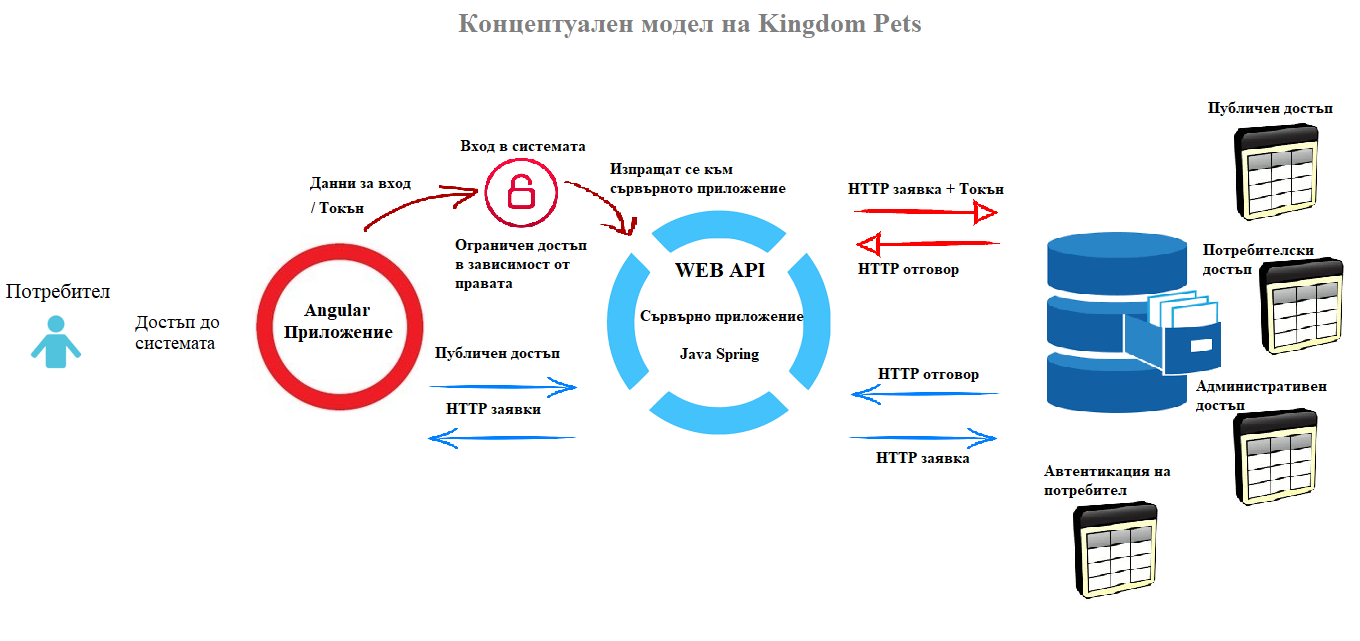 Концептуален модел на Kingdom Pets
Потребител
Достъп до
системата
Angular
Приложение
Данни за вход
/ Токън
Вход в системата
Ограничен достъп
в зависимост от
правата
Изпращат се към
сървърното приложение
Публичен достъп
HTTP заявки
WEB API
Сървърно приложение
Java Spring
HTTP заявка + Токън
HTTP отговор
HTTP отговор
HTTP заявка
Публичен достъп
Потребителски
достъп
Административен
достъп
Автентикация на
потребител